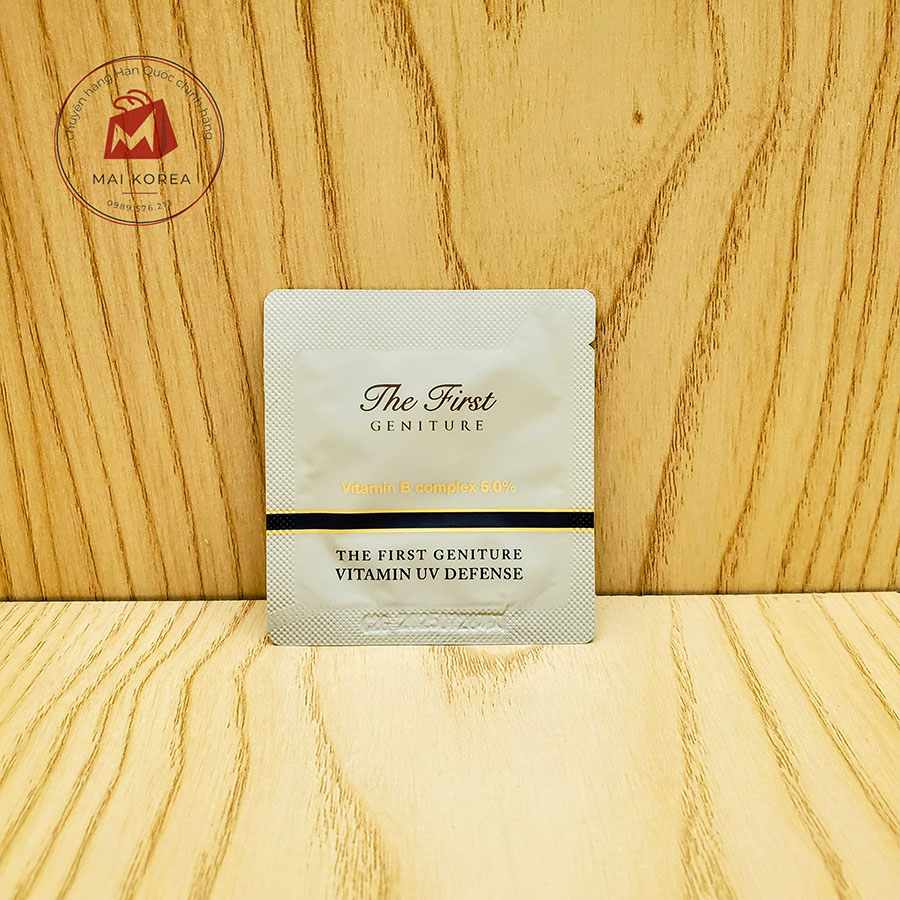 chuyên hàng Hàn Quốc chính hãng
MAI KOREA
The First
GENITURE
Vitamin B complex 5.0%
THE FIRST GENITURE
VITAMIN UV DEFENSE